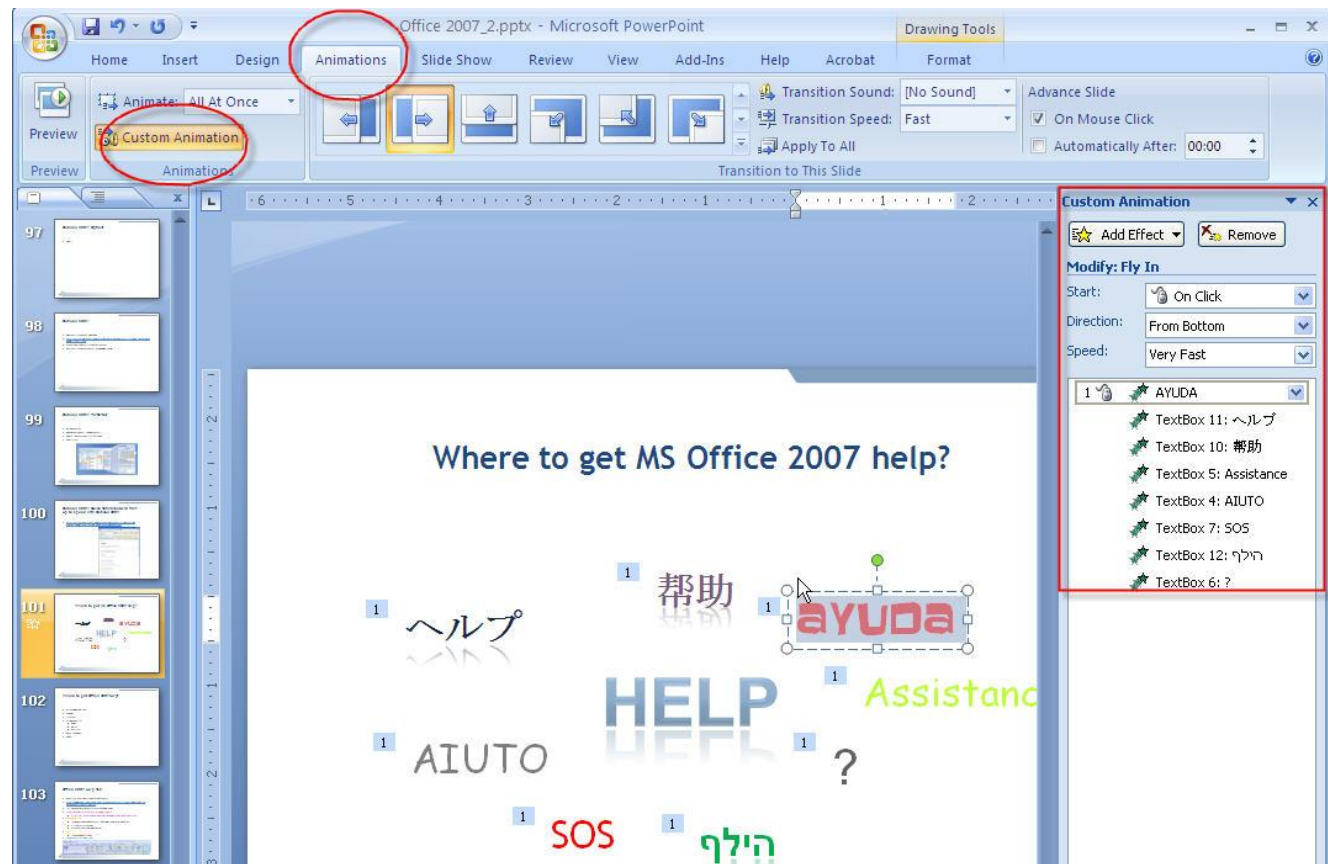 Office 2007_2.pptx - Microsoft PowerPoint
Drawing Tools
Home Insert Design Animations Slide Show Review View Add-Ins Help Acrobat Format
Preview
Animate: All At Once
Custom Animation
Transition Sound: [No Sound]
Transition Speed: Fast
Apply To All
Advance Slide
On Mouse Click
Automatically After: 00:00
Preview
Animations
Transition to This Slide
97
98
99
100
101
102
103
Where to get MS Office 2007 help?
1 帮助
1 ヘルプ
1 AYUDA
HELP
1 Assistanc
1 AIUTO
1 ?
1 SOS
1 הילף
Custom Animation
Add Effect
Remove
Modify: Fly In
Start: On Click
Direction: From Bottom
Speed: Very Fast
1 AYUDA
TextBox 11: ヘルプ
TextBox 10: 帮助
TextBox 5: Assistance
TextBox 4: AIUTO
TextBox 7: SOS
TextBox 12: הילף
TextBox 6: ?